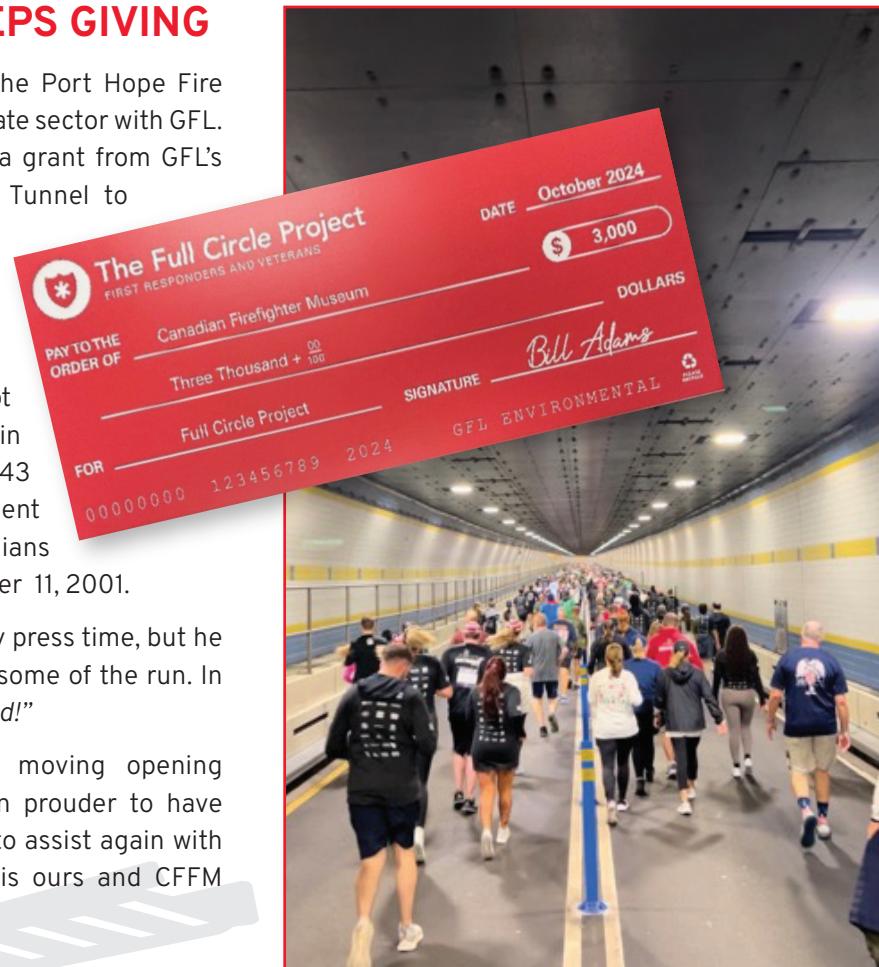 EPS GIVING
he Port Hope Fire
ate sector with GFL.
a grant from GFL's
Tunnel to
ot
in
43
ent
ians
er 11, 2001.
y press time, but he
some of the run. In
d!”
moving opening
n prouder to have
to assist again with
is ours and CFFM
The Full Circle Project
FIRST RESPONDERS AND VETERANS
DATE October 2024
$ 3,000
PAY TO THE
ORDER OF Canadian Firefighter Museum
Three Thousand + 00/100 DOLLARS
FOR Full Circle Project SIGNATURE Bill Adams
00000000 123456789 2024 GFL ENVIRONMENTAL